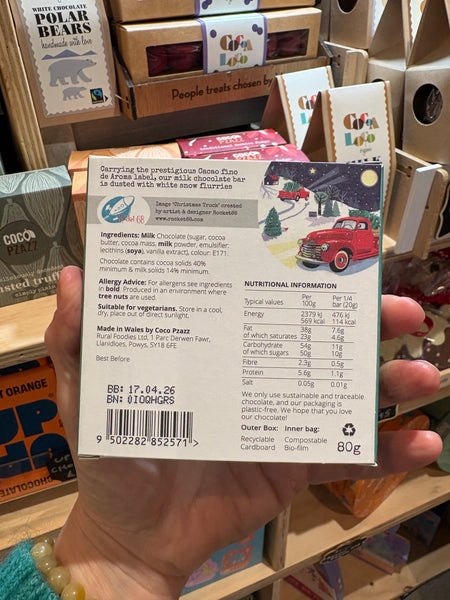 WHITE CHOCOLATE
POLAR
BEARS
handmade with love
FAIRTRADE
COCOA
LOCO
People treats chosen by
COCO
PZAZZ
COCOA
LOCO
MILK
COCO
PZAZZ
Carrying the prestigious Cacao fino
de Aroma label, our milk chocolate bar
is dusted with white snow flurries
Image "Christmas Truck" created
by artist & designer Rocket68
www.rocket68.com
Ingredients: Milk Chocolate (sugar, cocoa
butter, cocoa mass, milk powder, emulsifier:
lecithins (soya), vanilla extract), colour: E171.
Chocolate contains cocoa solids 40%
minimum & milk solids 14% minimum.
Allergy Advice: For allergens see ingredients
in bold. Produced in an environment where
tree nuts are used.
Suitable for vegetarians. Store in a cool,
dry, place out of direct sunlight.
Made in Wales by Coco Pzazz
Rural Foodies Ltd, 1 Parc Derwen Fawr,
Llanidloes, Powys, SY18 6FE
Best Before
BB: 17.04.26
BN: 0IOQHGRS
9 502282 852571 >
NUTRITIONAL INFORMATION
Typical values Per 100g Per 1/4 bar (20g)
Energy 2379 kJ 476 kJ
569 kcal 114 kcal
Fat 38g 7.6g
of which saturates 23g 4.6g
Carbohydrate 54g 11g
of which sugars 50g 10g
Fibre 2.3g 0.5g
Protein 5.6g 1.1g
Salt 0.05g 0.01g
We only use sustainable and traceable
chocolate, and our packaging is
plastic-free. We hope that you love
our chocolate!
Outer Box: Inner bag:
Recyclable Compostable
Cardboard Bio-film
80g
T ORANGE
UP
CHOCOLATE